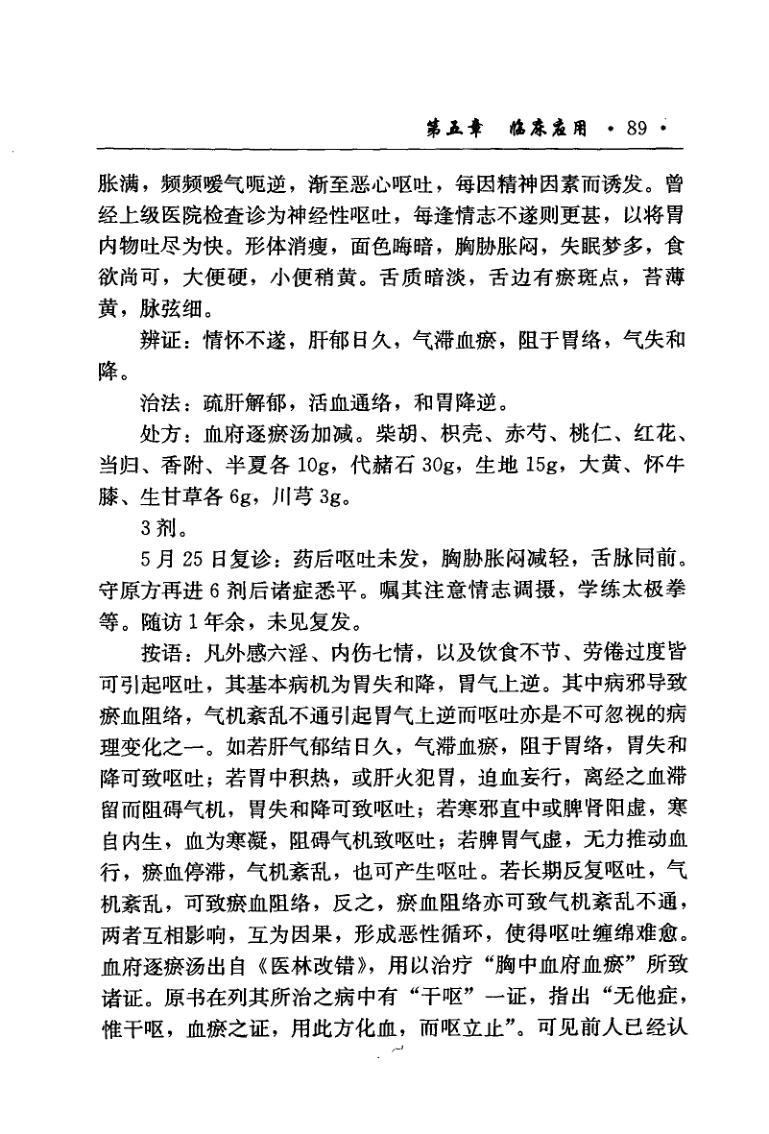 第五章 临床应用 · 89 ·
胀满，频频嗳气呃逆，渐至恶心呕吐，每因精神因素而诱发。曾
经上级医院检查诊为神经性呕吐，每逢情志不遂则更甚，以将胃
内物吐尽为快。形体消瘦，面色晦暗，胸胁胀闷，失眠梦多，食
欲尚可，大便硬，小便稍黄。舌质暗淡，舌边有瘀斑点，苔薄
黄，脉弦细。
辨证：情怀不遂，肝郁日久，气滞血瘀，阻于胃络，气失和
降。
治法：疏肝解郁，活血通络，和胃降逆。
处方：血府逐瘀汤加减。柴胡、枳壳、赤芍、桃仁、红花、
当归、香附、半夏各 10g，代赭石 30g，生地 15g，大黄、怀牛
膝、生甘草各 6g，川芎 3g。
3 剂。
5 月 25 日复诊：药后呕吐未发，胸胁胀闷减轻，舌脉同前。
守原方再进 6 剂后诸症悉平。嘱其注意情志调摄，学练太极拳
等。随访 1 年余，未见复发。
按语：凡外感六淫、内伤七情，以及饮食不节、劳倦过度皆
可引起呕吐，其基本病机为胃失和降，胃气上逆。其中病邪导致
瘀血阻络，气机紊乱不通引起胃气上逆而呕吐亦是不可忽视的病
理变化之一。如若肝气郁结日久，气滞血瘀，阻于胃络，胃失和
降可致呕吐；若胃中积热，或肝火犯胃，迫血妄行，离经之血滞
留而阻碍气机，胃失和降可致呕吐；若寒邪直中或脾肾阳虚，寒
自内生，血为寒凝，阻碍气机致呕吐；若脾胃气虚，无力推动血
行，瘀血停滞，气机紊乱，也可产生呕吐。若长期反复呕吐，气
机紊乱，可致瘀血阻络，反之，瘀血阻络亦可致气机紊乱不通，
两者互相影响，互为因果，形成恶性循环，使得呕吐缠绵难愈。
血府逐瘀汤出自《医林改错》，用以治疗“胸中血府血瘀”所致
诸证。原书在列其所治之病中有“干呕”一证，指出“无他症，
惟干呕，血瘀之证，用此方化血，而呕立止”。可见前人已经认